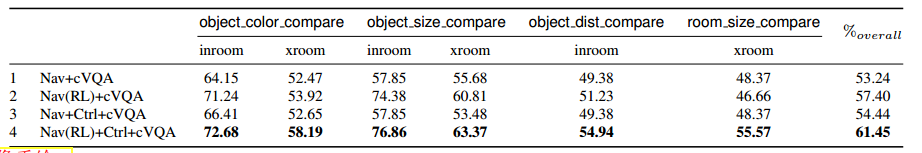 object_color_compare object_size_compare object_dist_compare room_size_compare %overall
inroom xroom inroom xroom inroom xroom
1 Nav+cVQA 64.15 52.47 57.85 55.68 49.38 48.37 53.24
2 Nav(RL)+cVQA 71.24 53.92 74.38 60.81 51.23 46.66 57.40
3 Nav+Ctrl+cVQA 66.41 52.65 57.85 53.48 49.38 48.37 54.44
4 Nav(RL)+Ctrl+cVQA 72.68 58.19 76.86 63.37 54.94 55.57 61.45